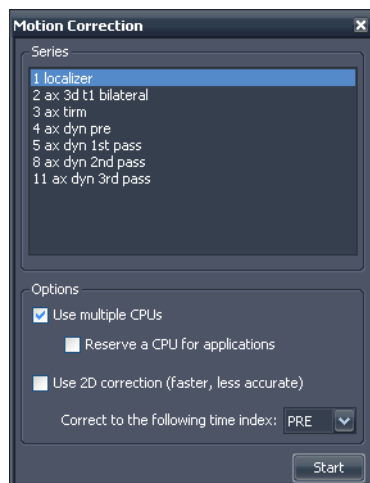 Motion Correction
Series
1 localizer
2 ax 3d t1 bilateral
3 ax tirm
4 ax dyn pre
5 ax dyn 1st pass
8 ax dyn 2nd pass
11 ax dyn 3rd pass
Options
Use multiple CPUs
Reserve a CPU for applications
Use 2D correction (faster, less accurate)
Correct to the following time index: PRE
Start